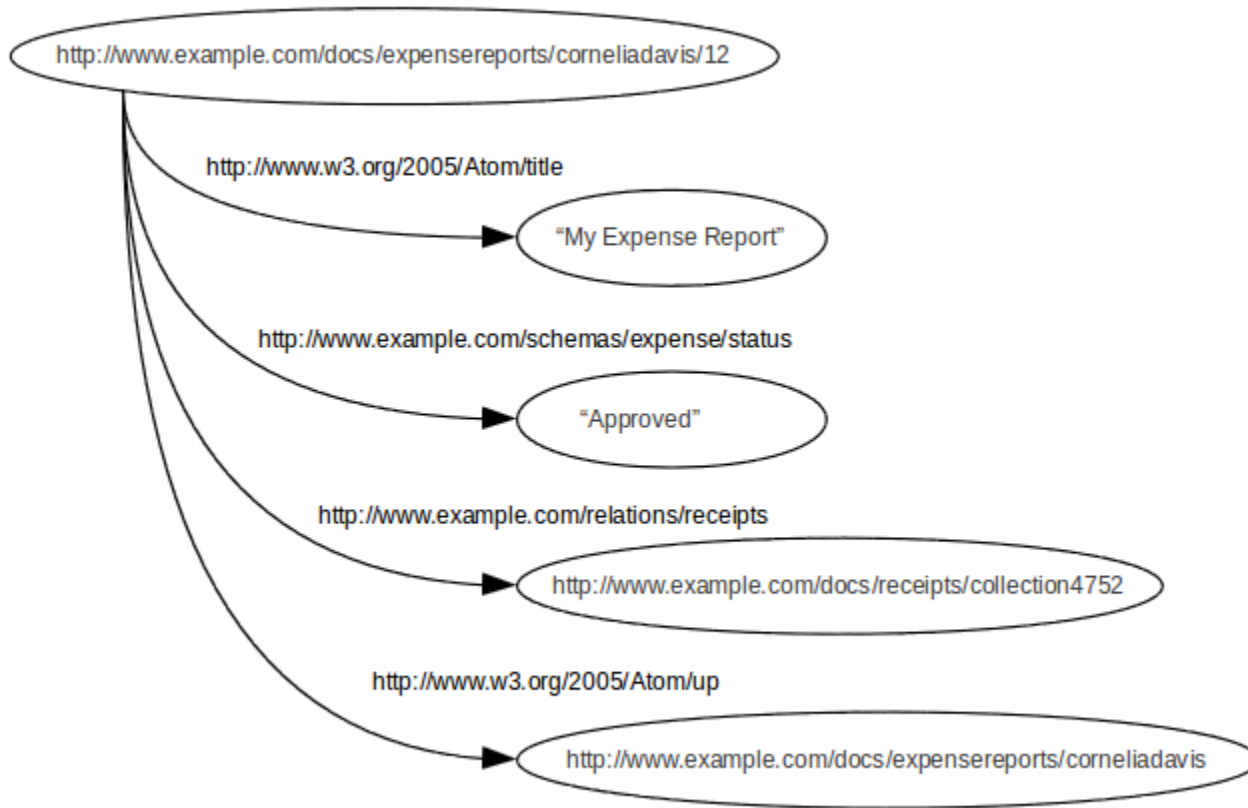 http://www.example.com/docs/expensereports/corneliadavis/12
http://www.w3.org/2005/Atom/title
“My Expense Report”
http://www.example.com/schemas/expense/status
“Approved”
http://www.example.com/relations/receipts
http://www.example.com/docs/receipts/collection4752
http://www.w3.org/2005/Atom/up
http://www.example.com/docs/expensereports/corneliadavis